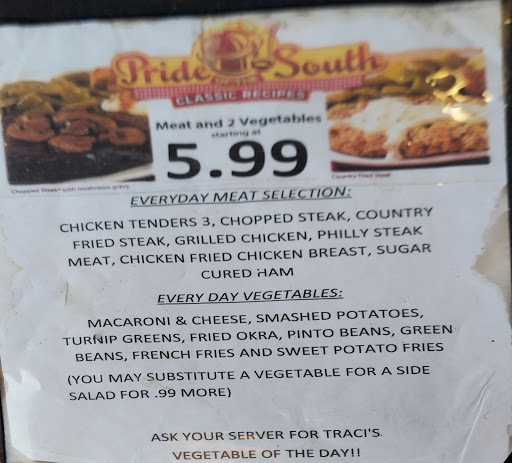 Pride of South
CLASSIC RECIPES
Meat and 2 Vegetables
starting at
5.99
Chopped Steak* with mushroom gravy
Country Fried Steak
EVERYDAY MEAT SELECTION:
CHICKEN TENDERS 3, CHOPPED STEAK, COUNTRY
FRIED STEAK, GRILLED CHICKEN, PHILLY STEAK
MEAT, CHICKEN FRIED CHICKEN BREAST, SUGAR
CURED HAM
EVERY DAY VEGETABLES:
MACARONI & CHEESE, SMASHED POTATOES,
TURNIP GREENS, FRIED OKRA, PINTO BEANS, GREEN
BEANS, FRENCH FRIES AND SWEET POTATO FRIES
(YOU MAY SUBSTITUTE A VEGETABLE FOR A SIDE
SALAD FOR .99 MORE)
ASK YOUR SERVER FOR TRACI'S
VEGETABLE OF THE DAY!!